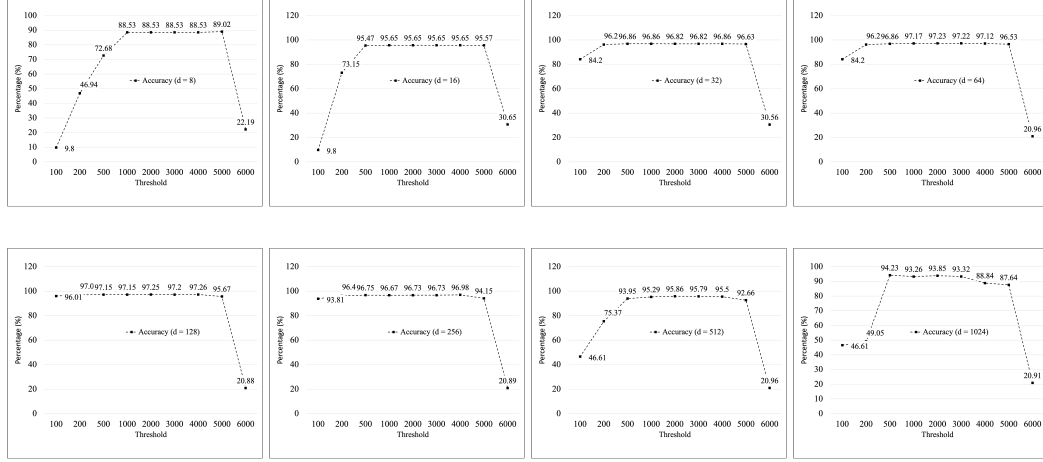 100
90
80
70
60
50
40
30
20
10
0
Percentage (%)
9.8
46.94
72.68
88.53 88.53 88.53 88.53 89.02
22.19
Accuracy (d = 8)
100 200 500 1000 2000 3000 4000 5000 6000
Threshold
120
100
80
60
40
20
0
Percentage (%)
9.8
73.15
95.47 95.65 95.65 95.65 95.65 95.57
30.65
Accuracy (d = 16)
100 200 500 1000 2000 3000 4000 5000 6000
Threshold
120
100
80
60
40
20
0
Percentage (%)
84.2
96.2 96.86 96.86 96.82 96.82 96.86 96.63
30.56
Accuracy (d = 32)
100 200 500 1000 2000 3000 4000 5000 6000
Threshold
120
100
80
60
40
20
0
Percentage (%)
84.2
96.2 96.86 97.17 97.23 97.22 97.12 96.53
20.96
Accuracy (d = 64)
100 200 500 1000 2000 3000 4000 5000 6000
Threshold
120
100
80
60
40
20
0
Percentage (%)
96.01
97.0 97.15 97.15 97.25 97.2 97.26 95.67
20.88
Accuracy (d = 128)
100 200 500 1000 2000 3000 4000 5000 6000
Threshold
120
100
80
60
40
20
0
Percentage (%)
93.81
96.4 96.75 96.67 96.73 96.73 96.98 94.15
20.89
Accuracy (d = 256)
100 200 500 1000 2000 3000 4000 5000 6000
Threshold
120
100
80
60
40
20
0
Percentage (%)
46.61
75.37
93.95 95.29 95.86 95.79 95.5 92.66
20.96
Accuracy (d = 512)
100 200 500 1000 2000 3000 4000 5000 6000
Threshold
100
90
80
70
60
50
40
30
20
10
0
Percentage (%)
46.61
49.05
94.23 93.26 93.85 93.32 88.84 87.64
20.91
Accuracy (d = 1024)
100 200 500 1000 2000 3000 4000 5000 6000
Threshold